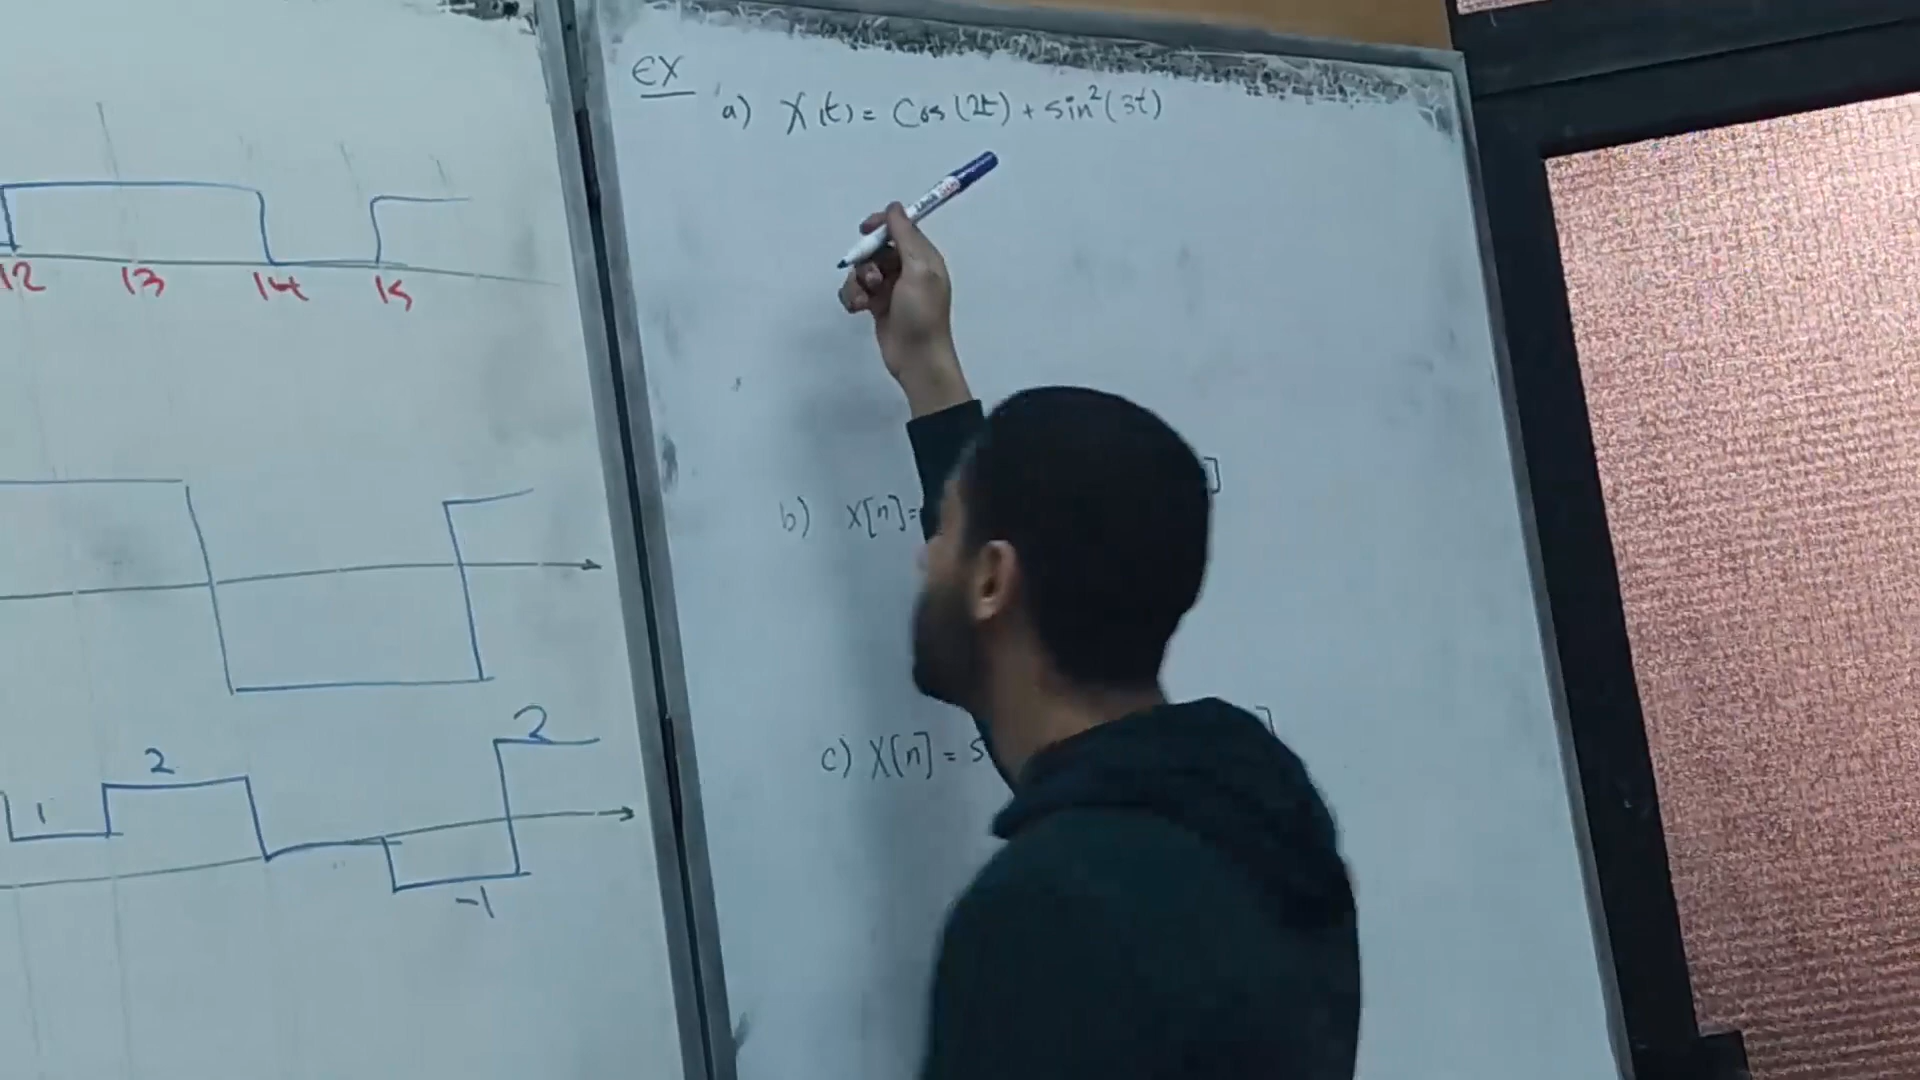 12 13 14 15
1 2 -1 2
EX
a) X(t) = Cos(2t) + sin²(3t)
b) X[n]= ]
c) X[n] = S ]